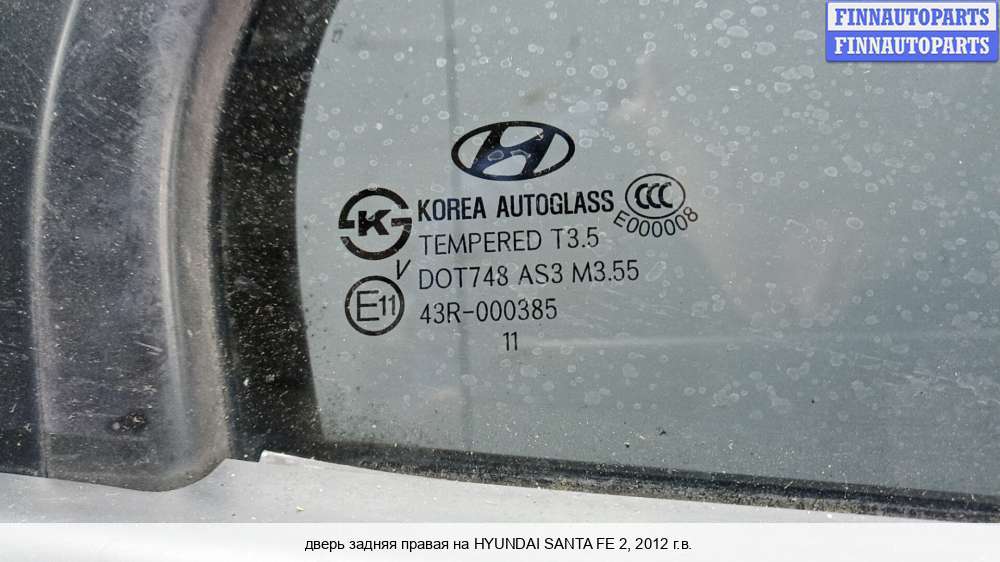 FINNAUTOPARTS
FINNAUTOPARTS
KOREA AUTOGLASS
CCC
E000008
K
TEMPERED T3.5
V
DOT748 AS3 M3.55
E11
43R-000385
11
дверь задняя правая на HYUNDAI SANTA FE 2, 2012 г.в.